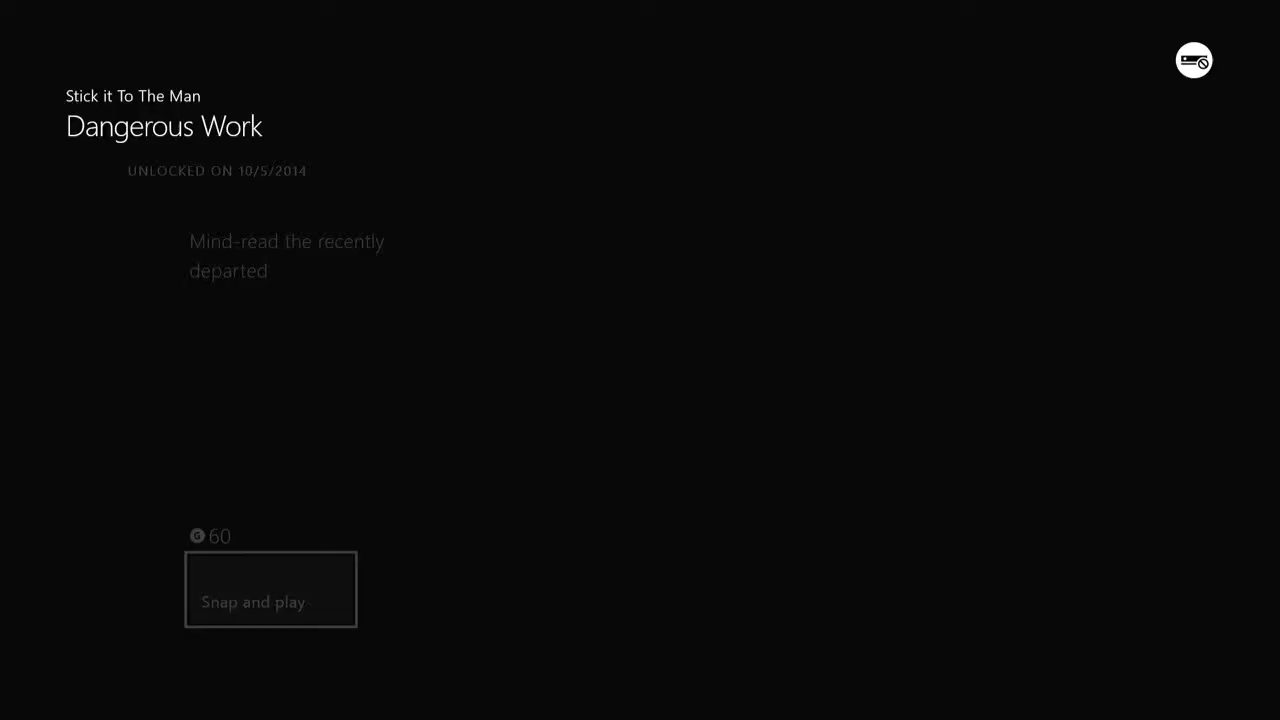 Stick it To The Man
Dangerous Work
UNLOCKED ON 10/5/2014
Mind-read the recently
departed
G 60
Snap and play